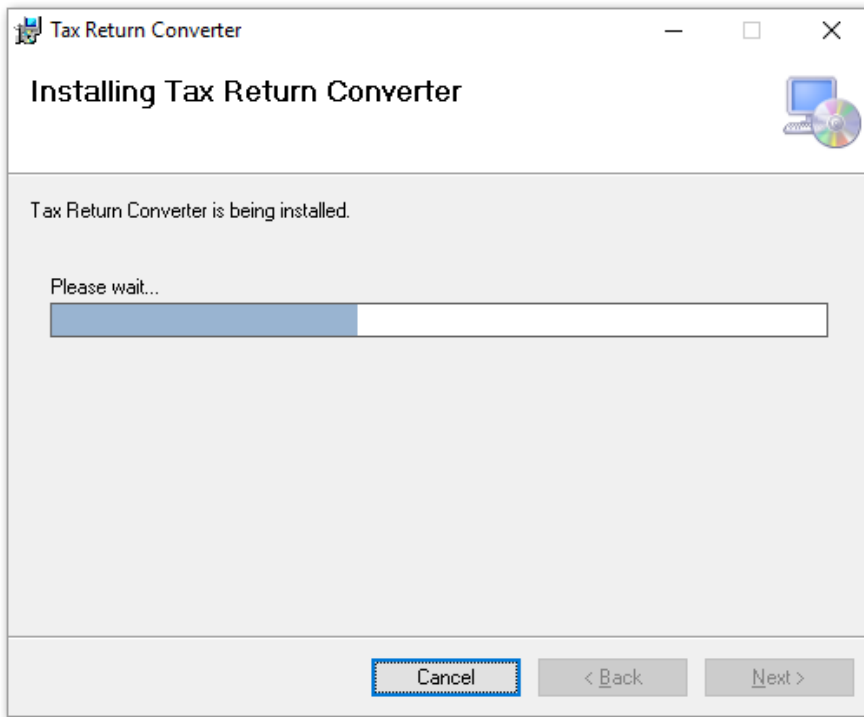 Tax Return Converter
Installing Tax Return Converter
Tax Return Converter is being installed.
Please wait...
Cancel
< Back
Next >